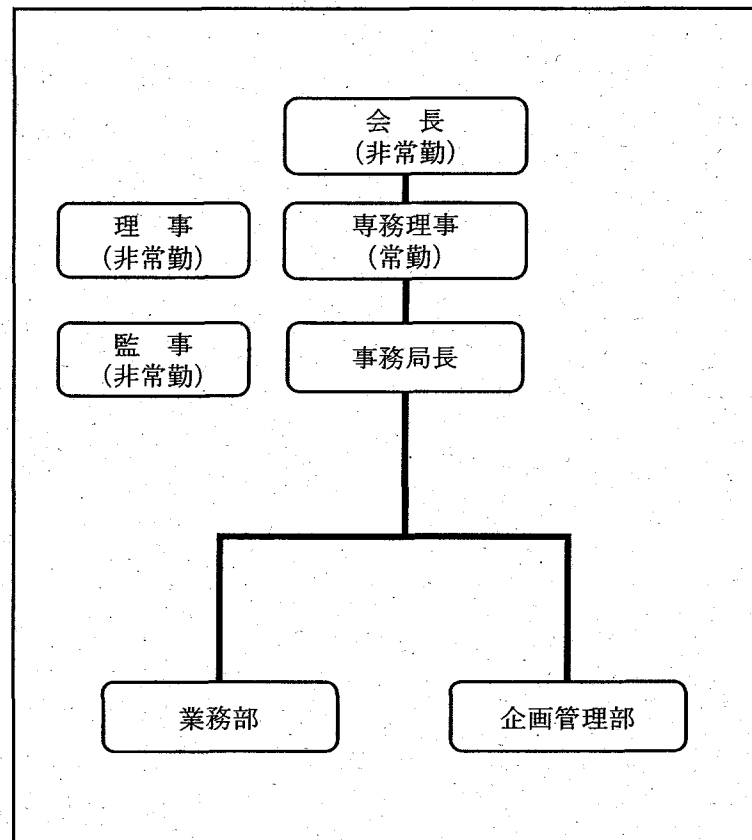 会　長
(非常勤)
理　事
(非常勤)
専務理事
(常勤)
監　事
(非常勤)
事務局長
業務部
企画管理部